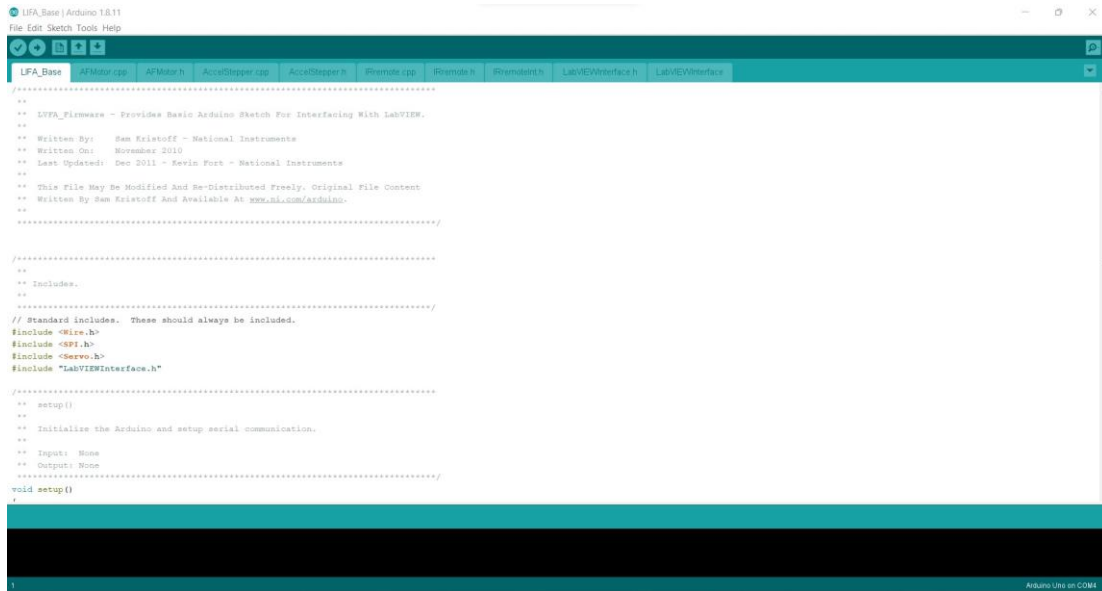 LIFA_Base | Arduino 1.8.11
File Edit Sketch Tools Help
LIFA_Base AFMotor.cpp AFMotor.h AccelStepper.cpp AccelStepper.h IRremote.cpp IRremote.h IRremoteInt.h LabVIEWInterface.h LabVIEWInterface
/*********************************************************************************
**
** LVFA_Firmware - Provides Basic Arduino Sketch For Interfacing With LabVIEW.
**
** Written By: Sam Kristoff - National Instruments
** Written On: November 2010
** Last Updated: Dec 2011 - Kevin Fort - National Instruments
**
** This File May Be Modified And Re-Distributed Freely. Original File Content
** Written By Sam Kristoff And Available At www.ni.com/arduino.
**
*********************************************************************************/
/*********************************************************************************
**
** Includes.
**
********************************************************************************/
// Standard includes. These should always be included.
#include <Wire.h>
#include <SPI.h>
#include <Servo.h>
#include "LabVIEWInterface.h"
/*********************************************************************************
** setup()
**
** Initialize the Arduino and setup serial communication.
**
** Input: None
** Output: None
*********************************************************************************/
void setup()
1
Arduino Uno on COM4